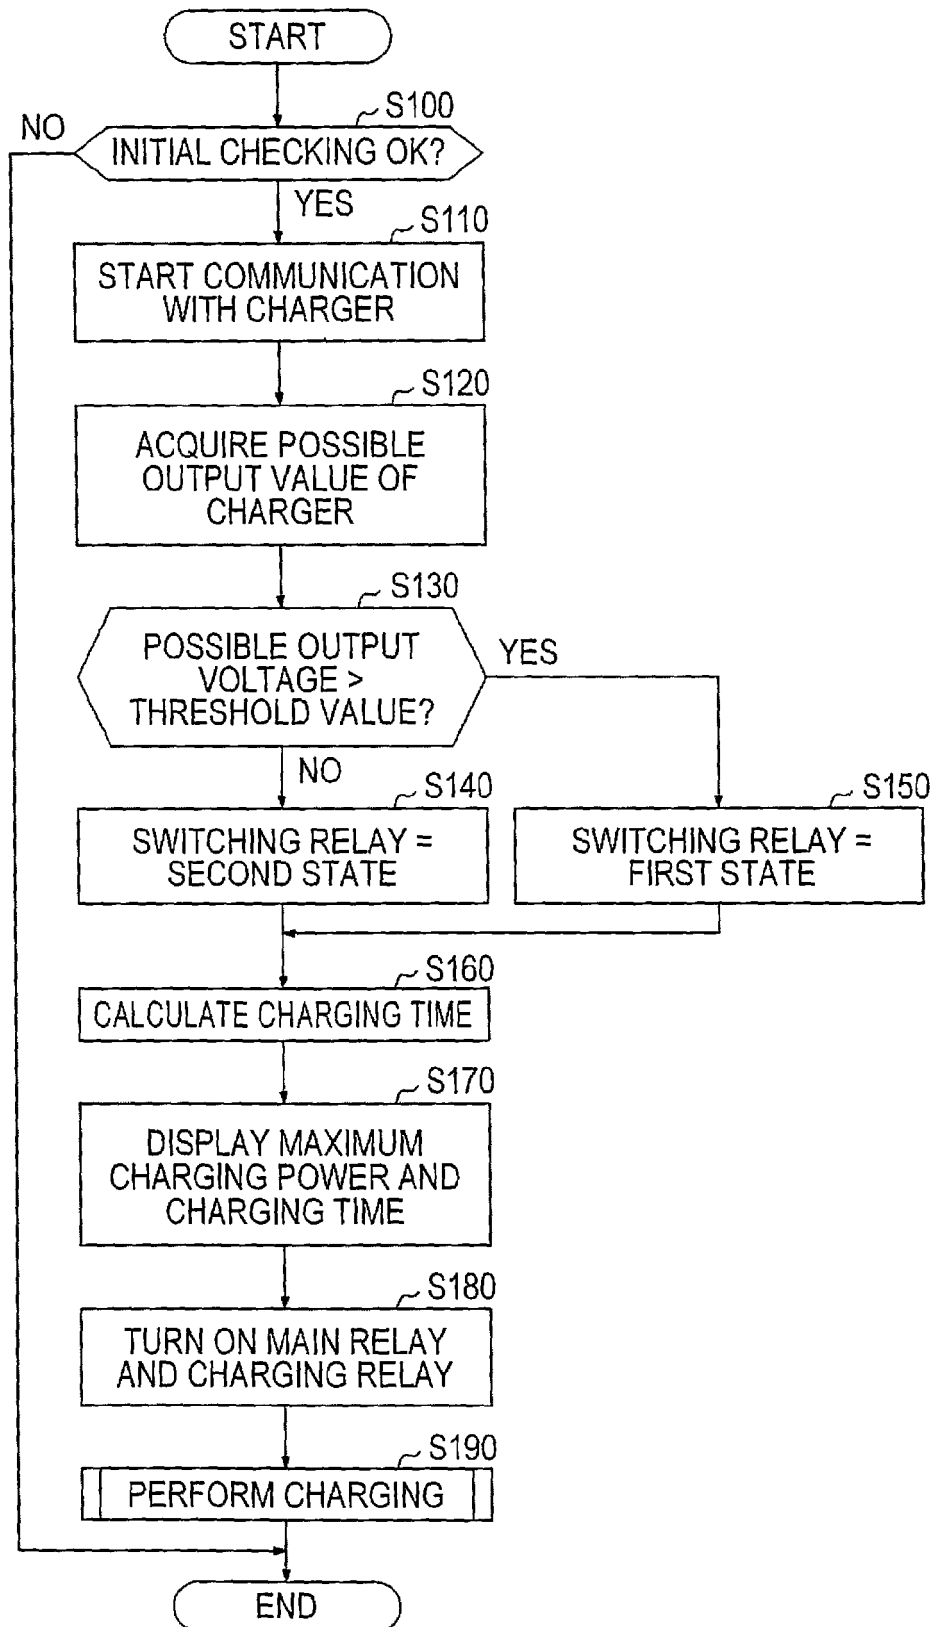 START
S100
NO
INITIAL CHECKING OK?
YES
S110
START COMMUNICATION
WITH CHARGER
S120
ACQUIRE POSSIBLE
OUTPUT VALUE OF
CHARGER
S130
POSSIBLE OUTPUT
VOLTAGE >
THRESHOLD VALUE?
YES
NO
S140
SWITCHING RELAY =
SECOND STATE
S150
SWITCHING RELAY =
FIRST STATE
S160
CALCULATE CHARGING TIME
S170
DISPLAY MAXIMUM
CHARGING POWER AND
CHARGING TIME
S180
TURN ON MAIN RELAY
AND CHARGING RELAY
S190
PERFORM CHARGING
END